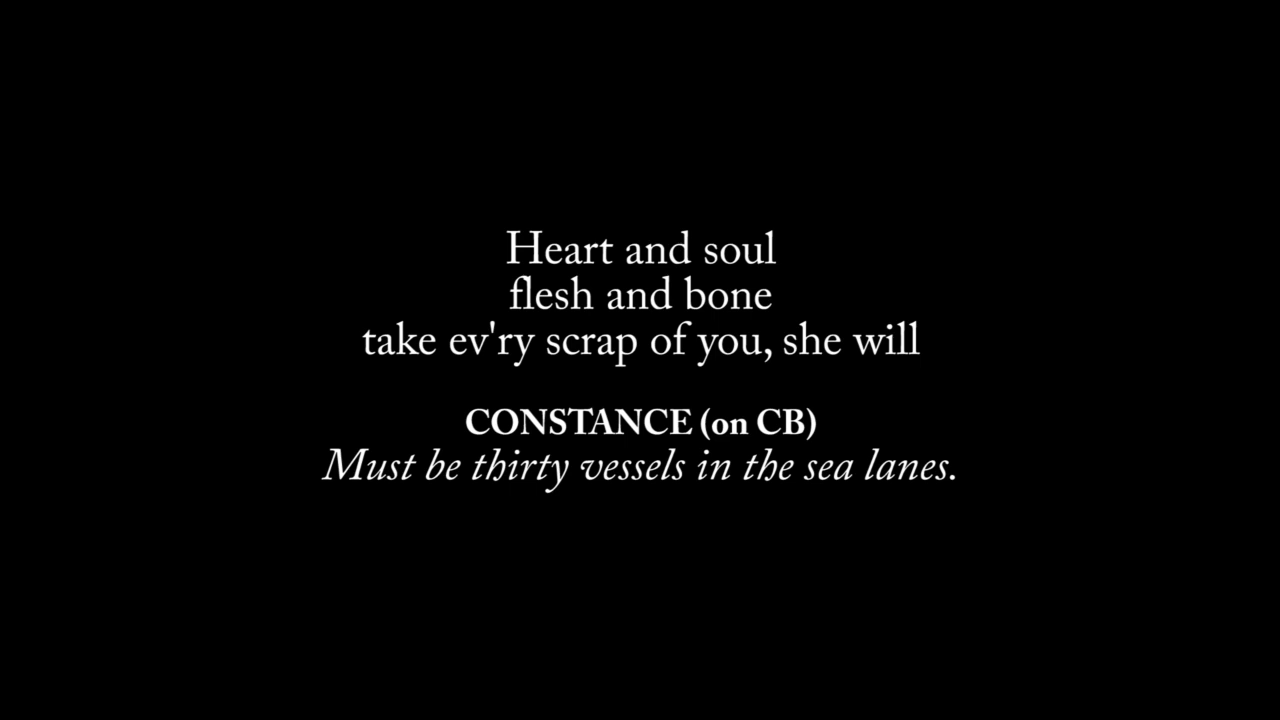 Heart and soul
flesh and bone
take ev'ry scrap of you, she will
CONSTANCE (on CB)
Must be thirty vessels in the sea lanes.